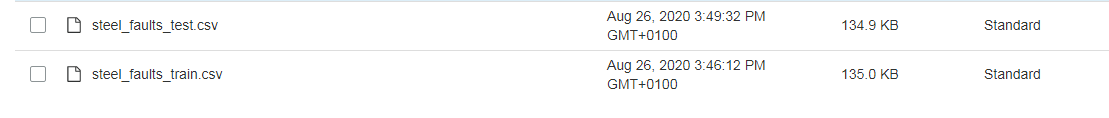 steel_faults_test.csv Aug 26, 2020 3:49:32 PM GMT+0100 134.9 KB Standard
steel_faults_train.csv Aug 26, 2020 3:46:12 PM GMT+0100 135.0 KB Standard